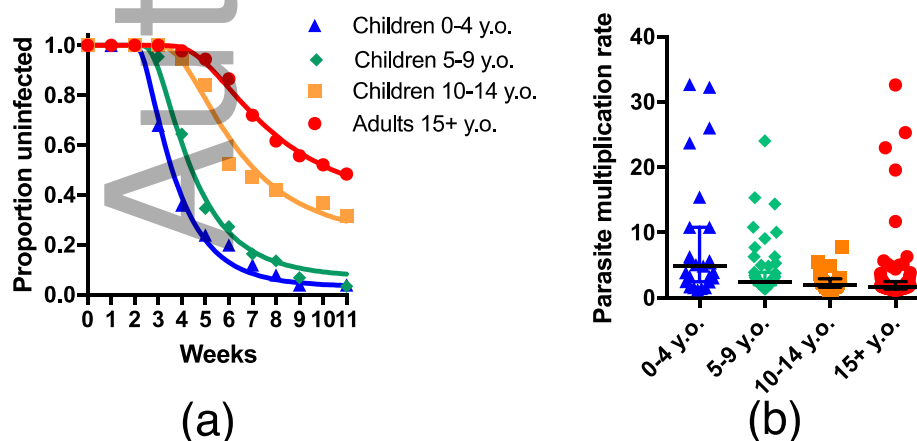 Children 0-4 y.o.
Children 5-9 y.o.
Children 10-14 y.o.
Adults 15+ y.o.
Proportion uninfected
1.0
0.8
0.6
0.4
0.2
0.0
0 1 2 3 4 5 6 7 8 9 10 11
Weeks
(a)
Parasite multiplication rate
40
30
20
10
0
0-4 y.o.
5-9 y.o.
10-14 y.o.
15+ y.o.
(b)